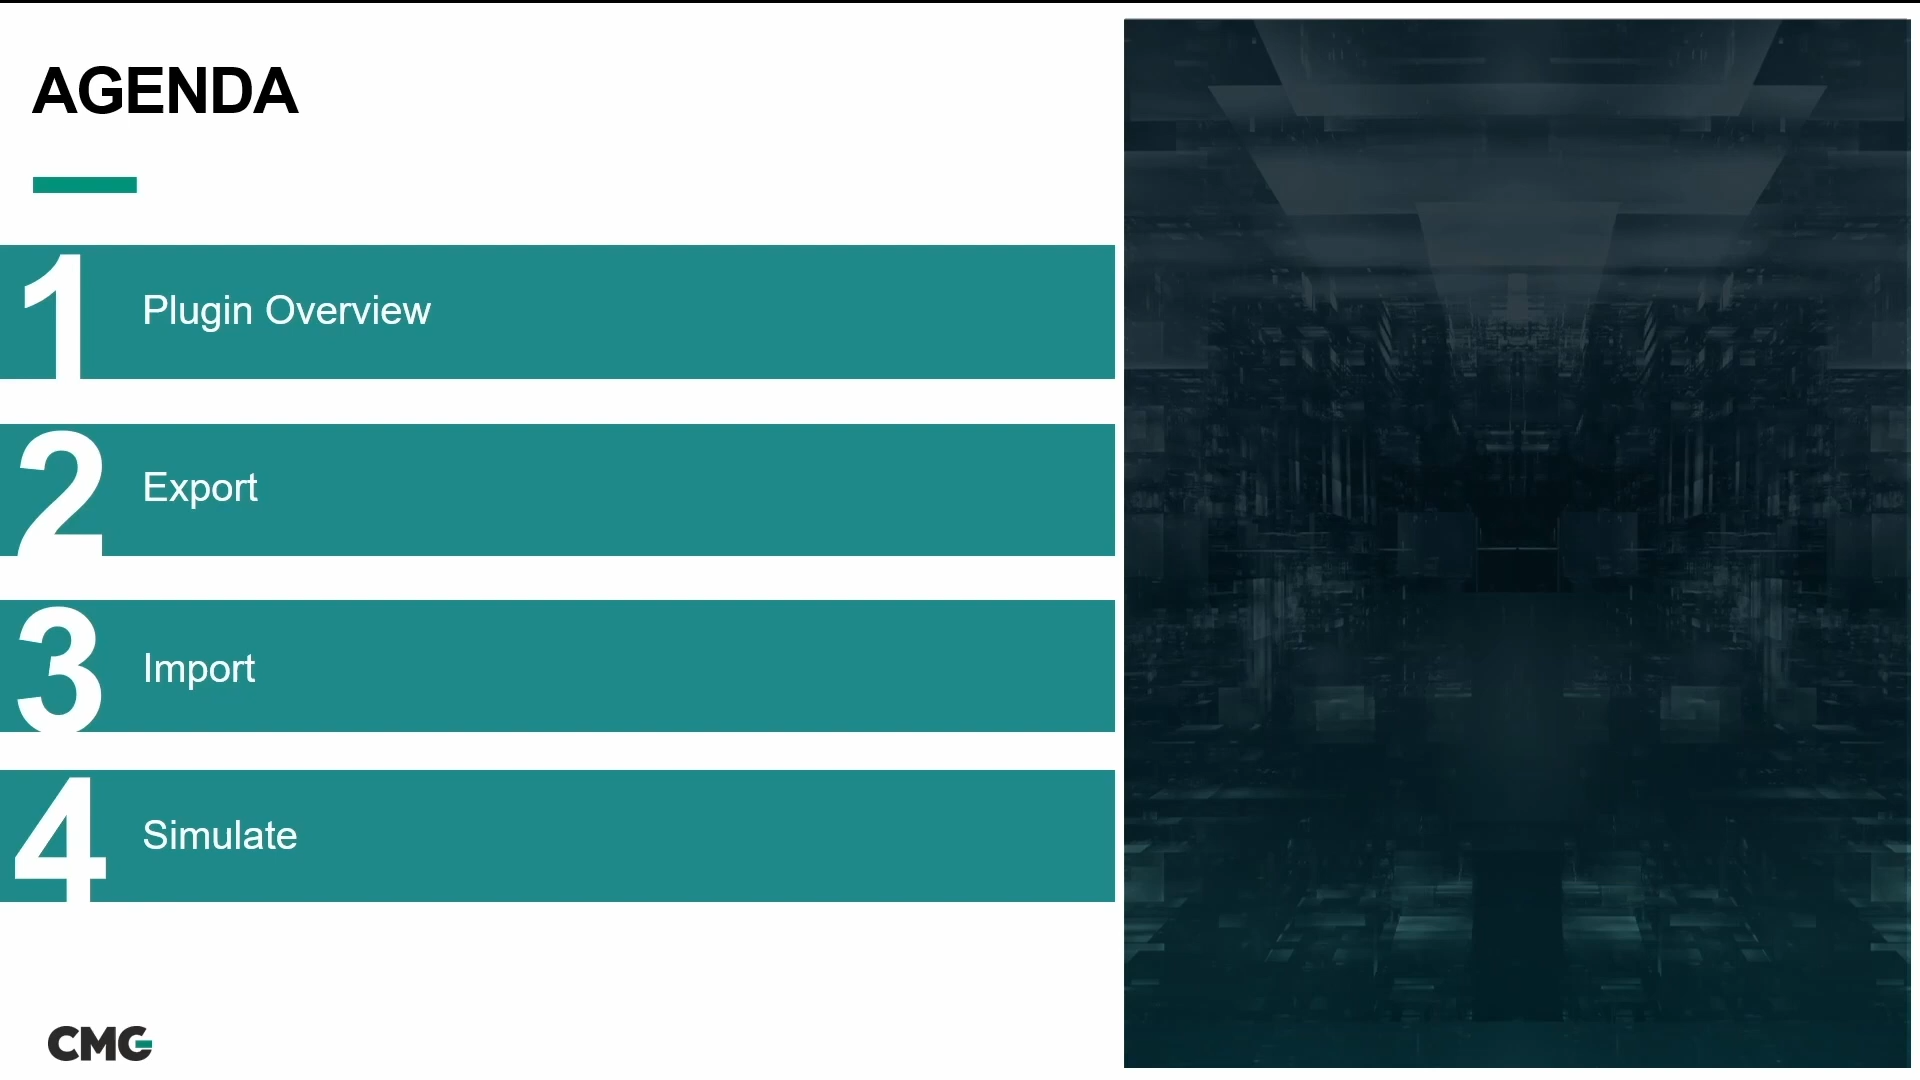 AGENDA
1 Plugin Overview
2 Export
3 Import
4 Simulate
CMG